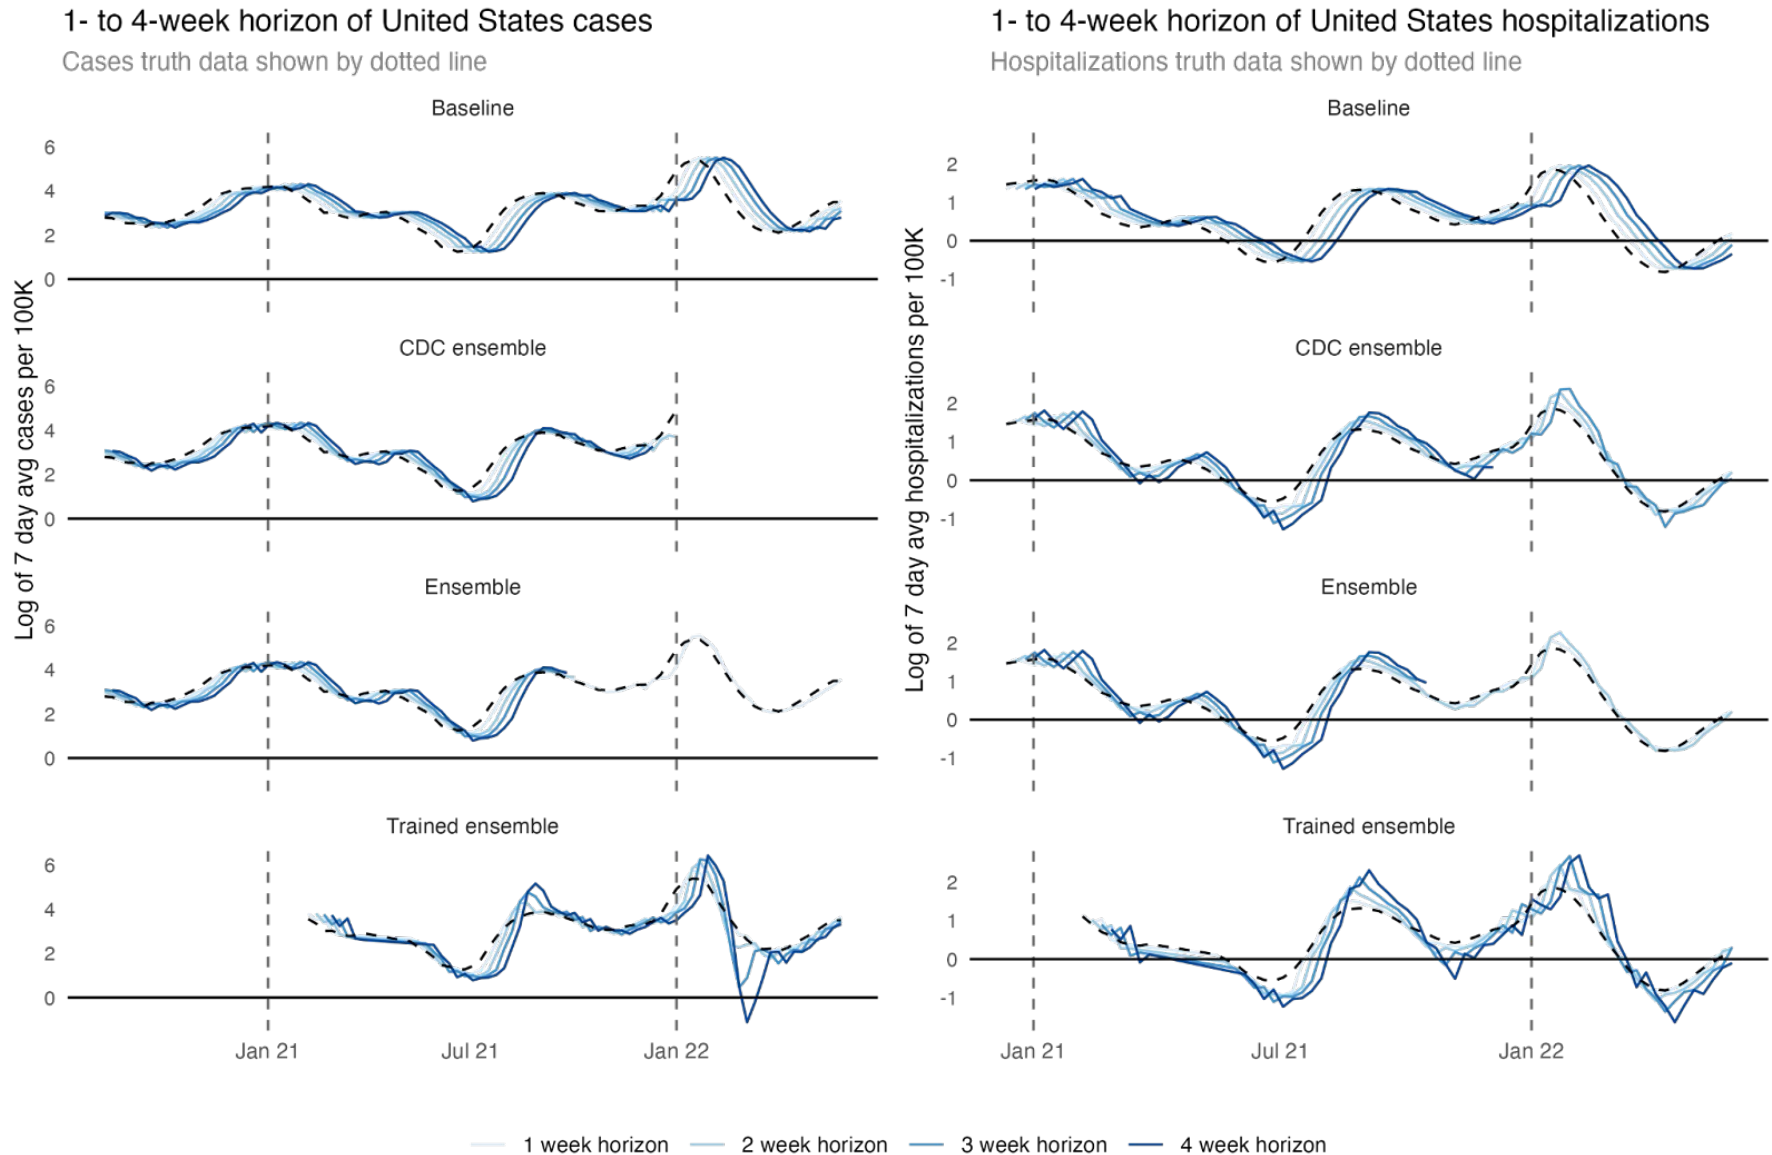 1- to 4-week horizon of United States cases
Cases truth data shown by dotted line
Log of 7 day avg cases per 100K
Baseline
6
4
2
0
CDC ensemble
6
4
2
0
Ensemble
6
4
2
0
Trained ensemble
6
4
2
0
Jan 21
Jul 21
Jan 22
1- to 4-week horizon of United States hospitalizations
Hospitalizations truth data shown by dotted line
Log of 7 day avg hospitalizations per 100K
Baseline
2
1
0
-1
CDC ensemble
2
1
0
-1
Ensemble
2
1
0
-1
Trained ensemble
2
1
0
-1
Jan 21
Jul 21
Jan 22
1 week horizon
2 week horizon
3 week horizon
4 week horizon